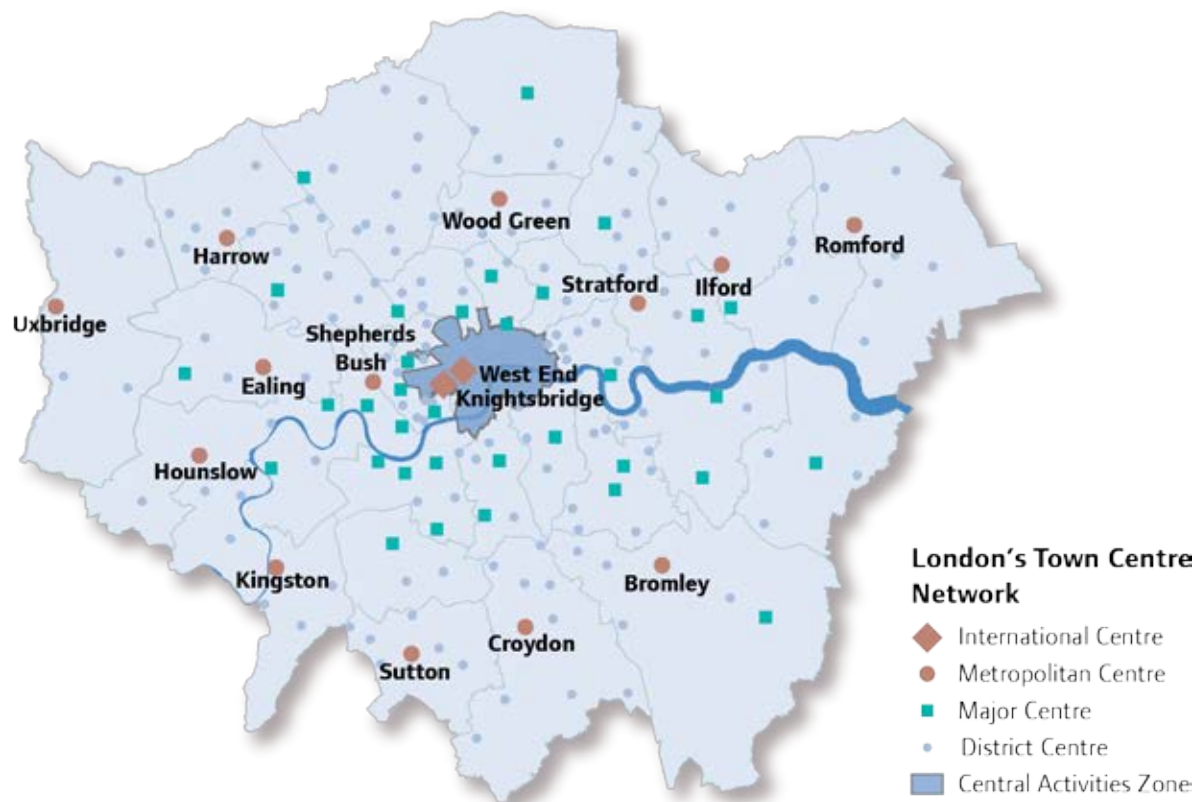 Wood Green
Harrow
Romford
Stratford
Ilford
Uxbridge
Shepherds
Bush
Ealing
West End
Knightsbridge
Hounslow
Kingston
Bromley
Croydon
Sutton
London's Town Centre
Network
International Centre
Metropolitan Centre
Major Centre
District Centre
Central Activities Zone